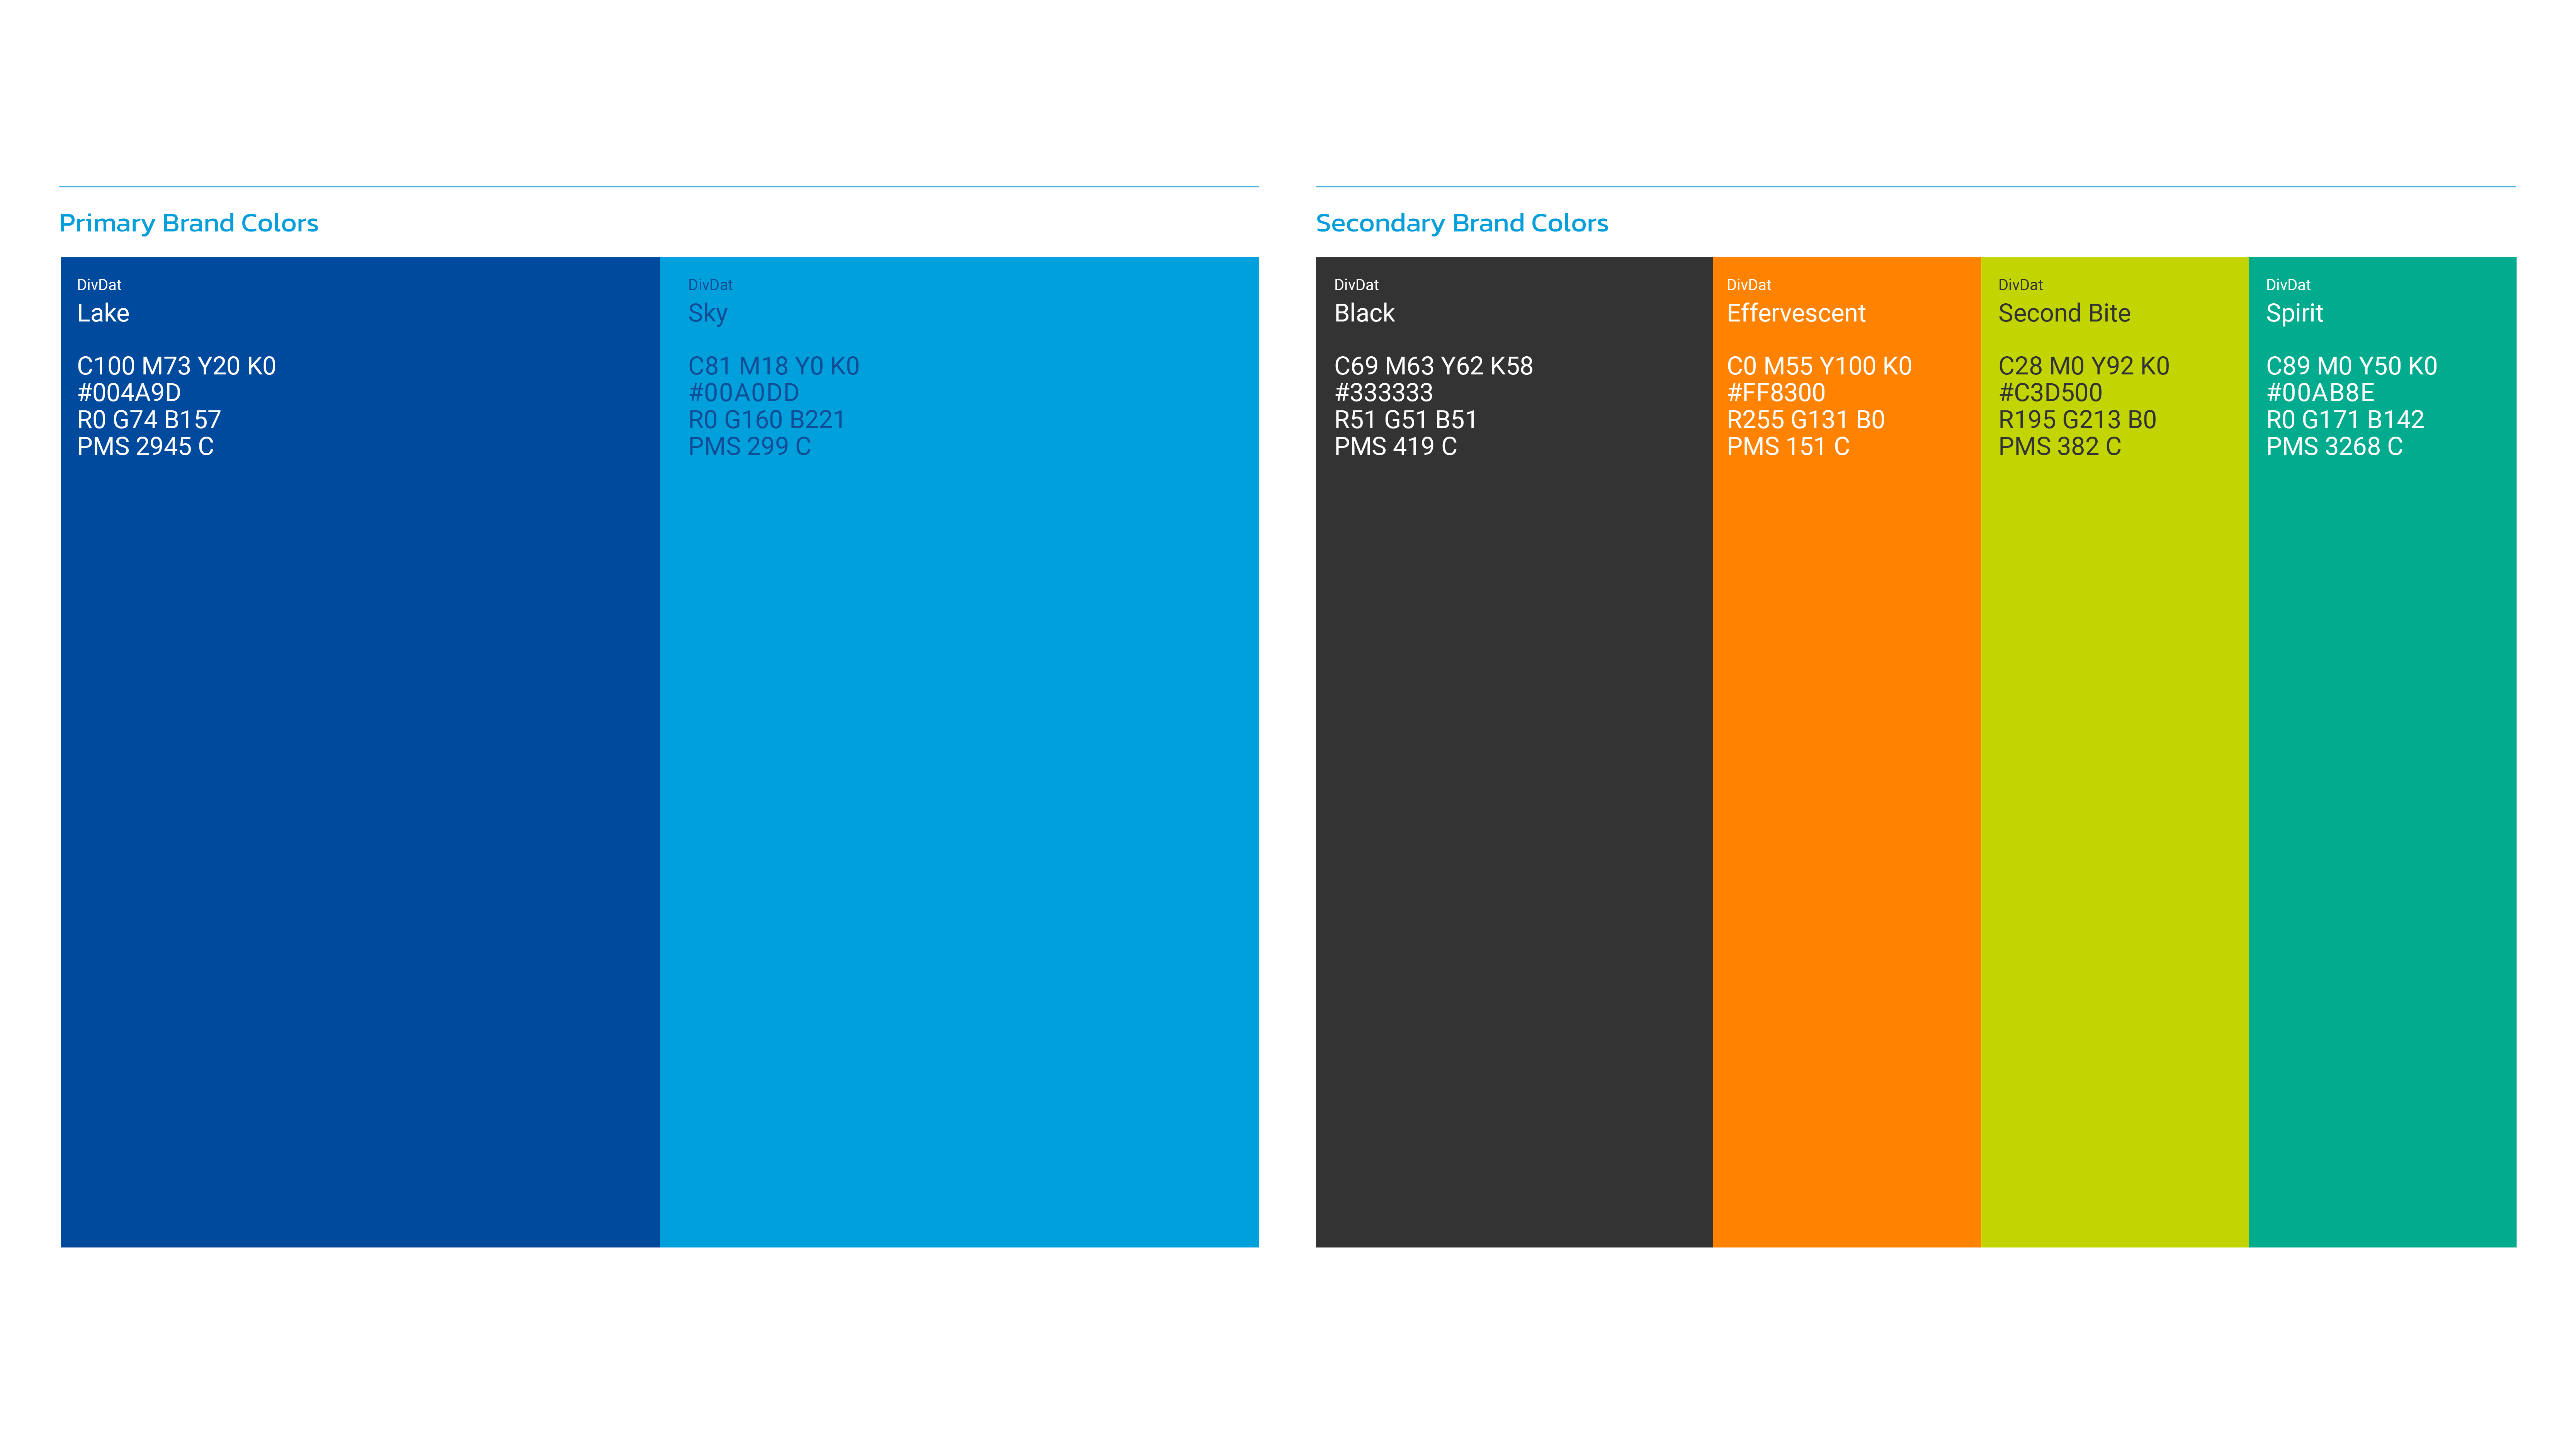 Primary Brand Colors
DivDat
Lake
C100 M73 Y20 K0
#004A9D
R0 G74 B157
PMS 2945 C
DivDat
Sky
C81 M18 Y0 K0
#00A0DD
R0 G160 B221
PMS 299 C
Secondary Brand Colors
DivDat
Black
C69 M63 Y62 K58
#333333
R51 G51 B51
PMS 419 C
DivDat
Effervescent
C0 M55 Y100 K0
#FF8300
R255 G131 B0
PMS 151 C
DivDat
Second Bite
C28 M0 Y92 K0
#C3D500
R195 G213 B0
PMS 382 C
DivDat
Spirit
C89 M0 Y50 K0
#00AB8E
R0 G171 B142
PMS 3268 C